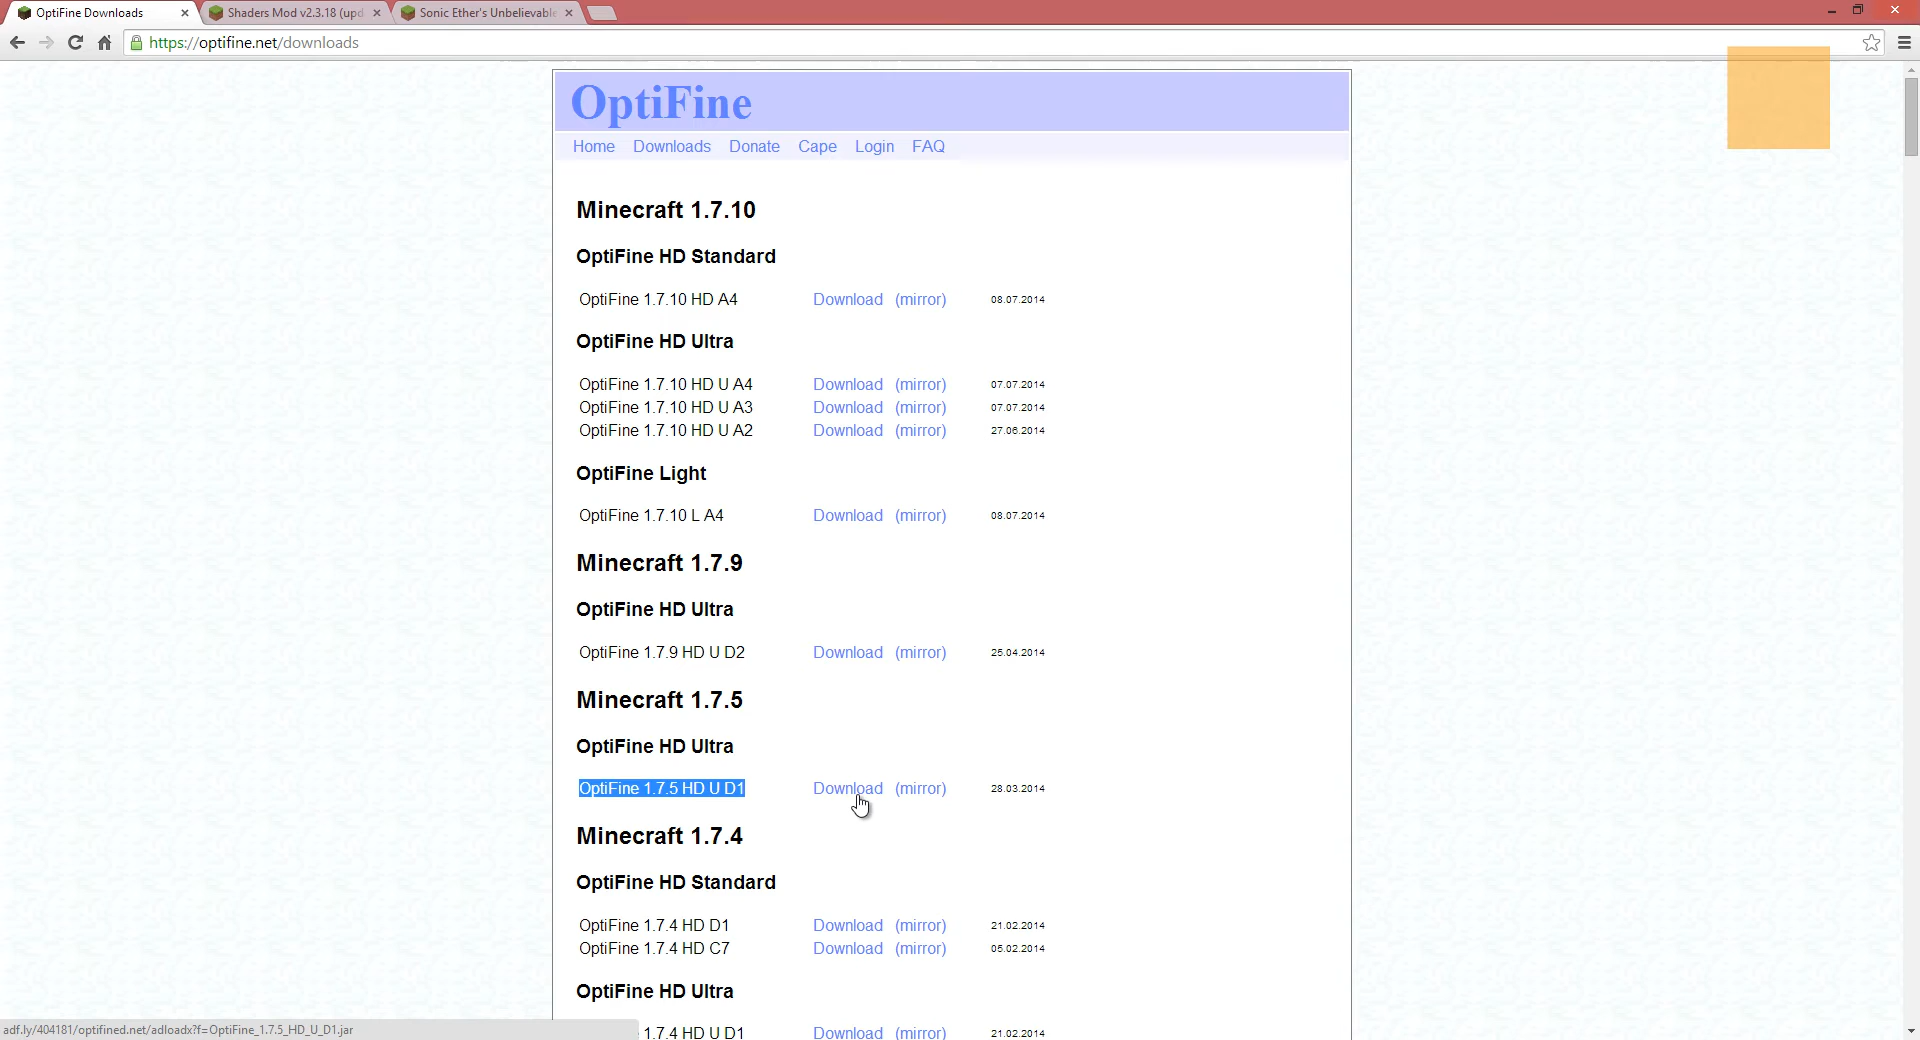 OptiFine Downloads
Shaders Mod v2.3.18 (upd
Sonic Ether's Unbelievable
https://optifine.net/downloads
OptiFine
Home Downloads Donate Cape Login FAQ
Minecraft 1.7.10
OptiFine HD Standard
OptiFine 1.7.10 HD A4 Download (mirror) 08.07.2014
OptiFine HD Ultra
OptiFine 1.7.10 HD U A4 Download (mirror) 07.07.2014
OptiFine 1.7.10 HD U A3 Download (mirror) 07.07.2014
OptiFine 1.7.10 HD U A2 Download (mirror) 27.06.2014
OptiFine Light
OptiFine 1.7.10 L A4 Download (mirror) 08.07.2014
Minecraft 1.7.9
OptiFine HD Ultra
OptiFine 1.7.9 HD U D2 Download (mirror) 25.04.2014
Minecraft 1.7.5
OptiFine HD Ultra
OptiFine 1.7.5 HD U D1 Download (mirror) 28.03.2014
Minecraft 1.7.4
OptiFine HD Standard
OptiFine 1.7.4 HD D1 Download (mirror) 21.02.2014
OptiFine 1.7.4 HD C7 Download (mirror) 05.02.2014
OptiFine HD Ultra
1.7.4 HD U D1 Download (mirror) 21.02.2014
adf.ly/404181/optifined.net/adloadx?f=OptiFine_1.7.5_HD_U_D1.jar